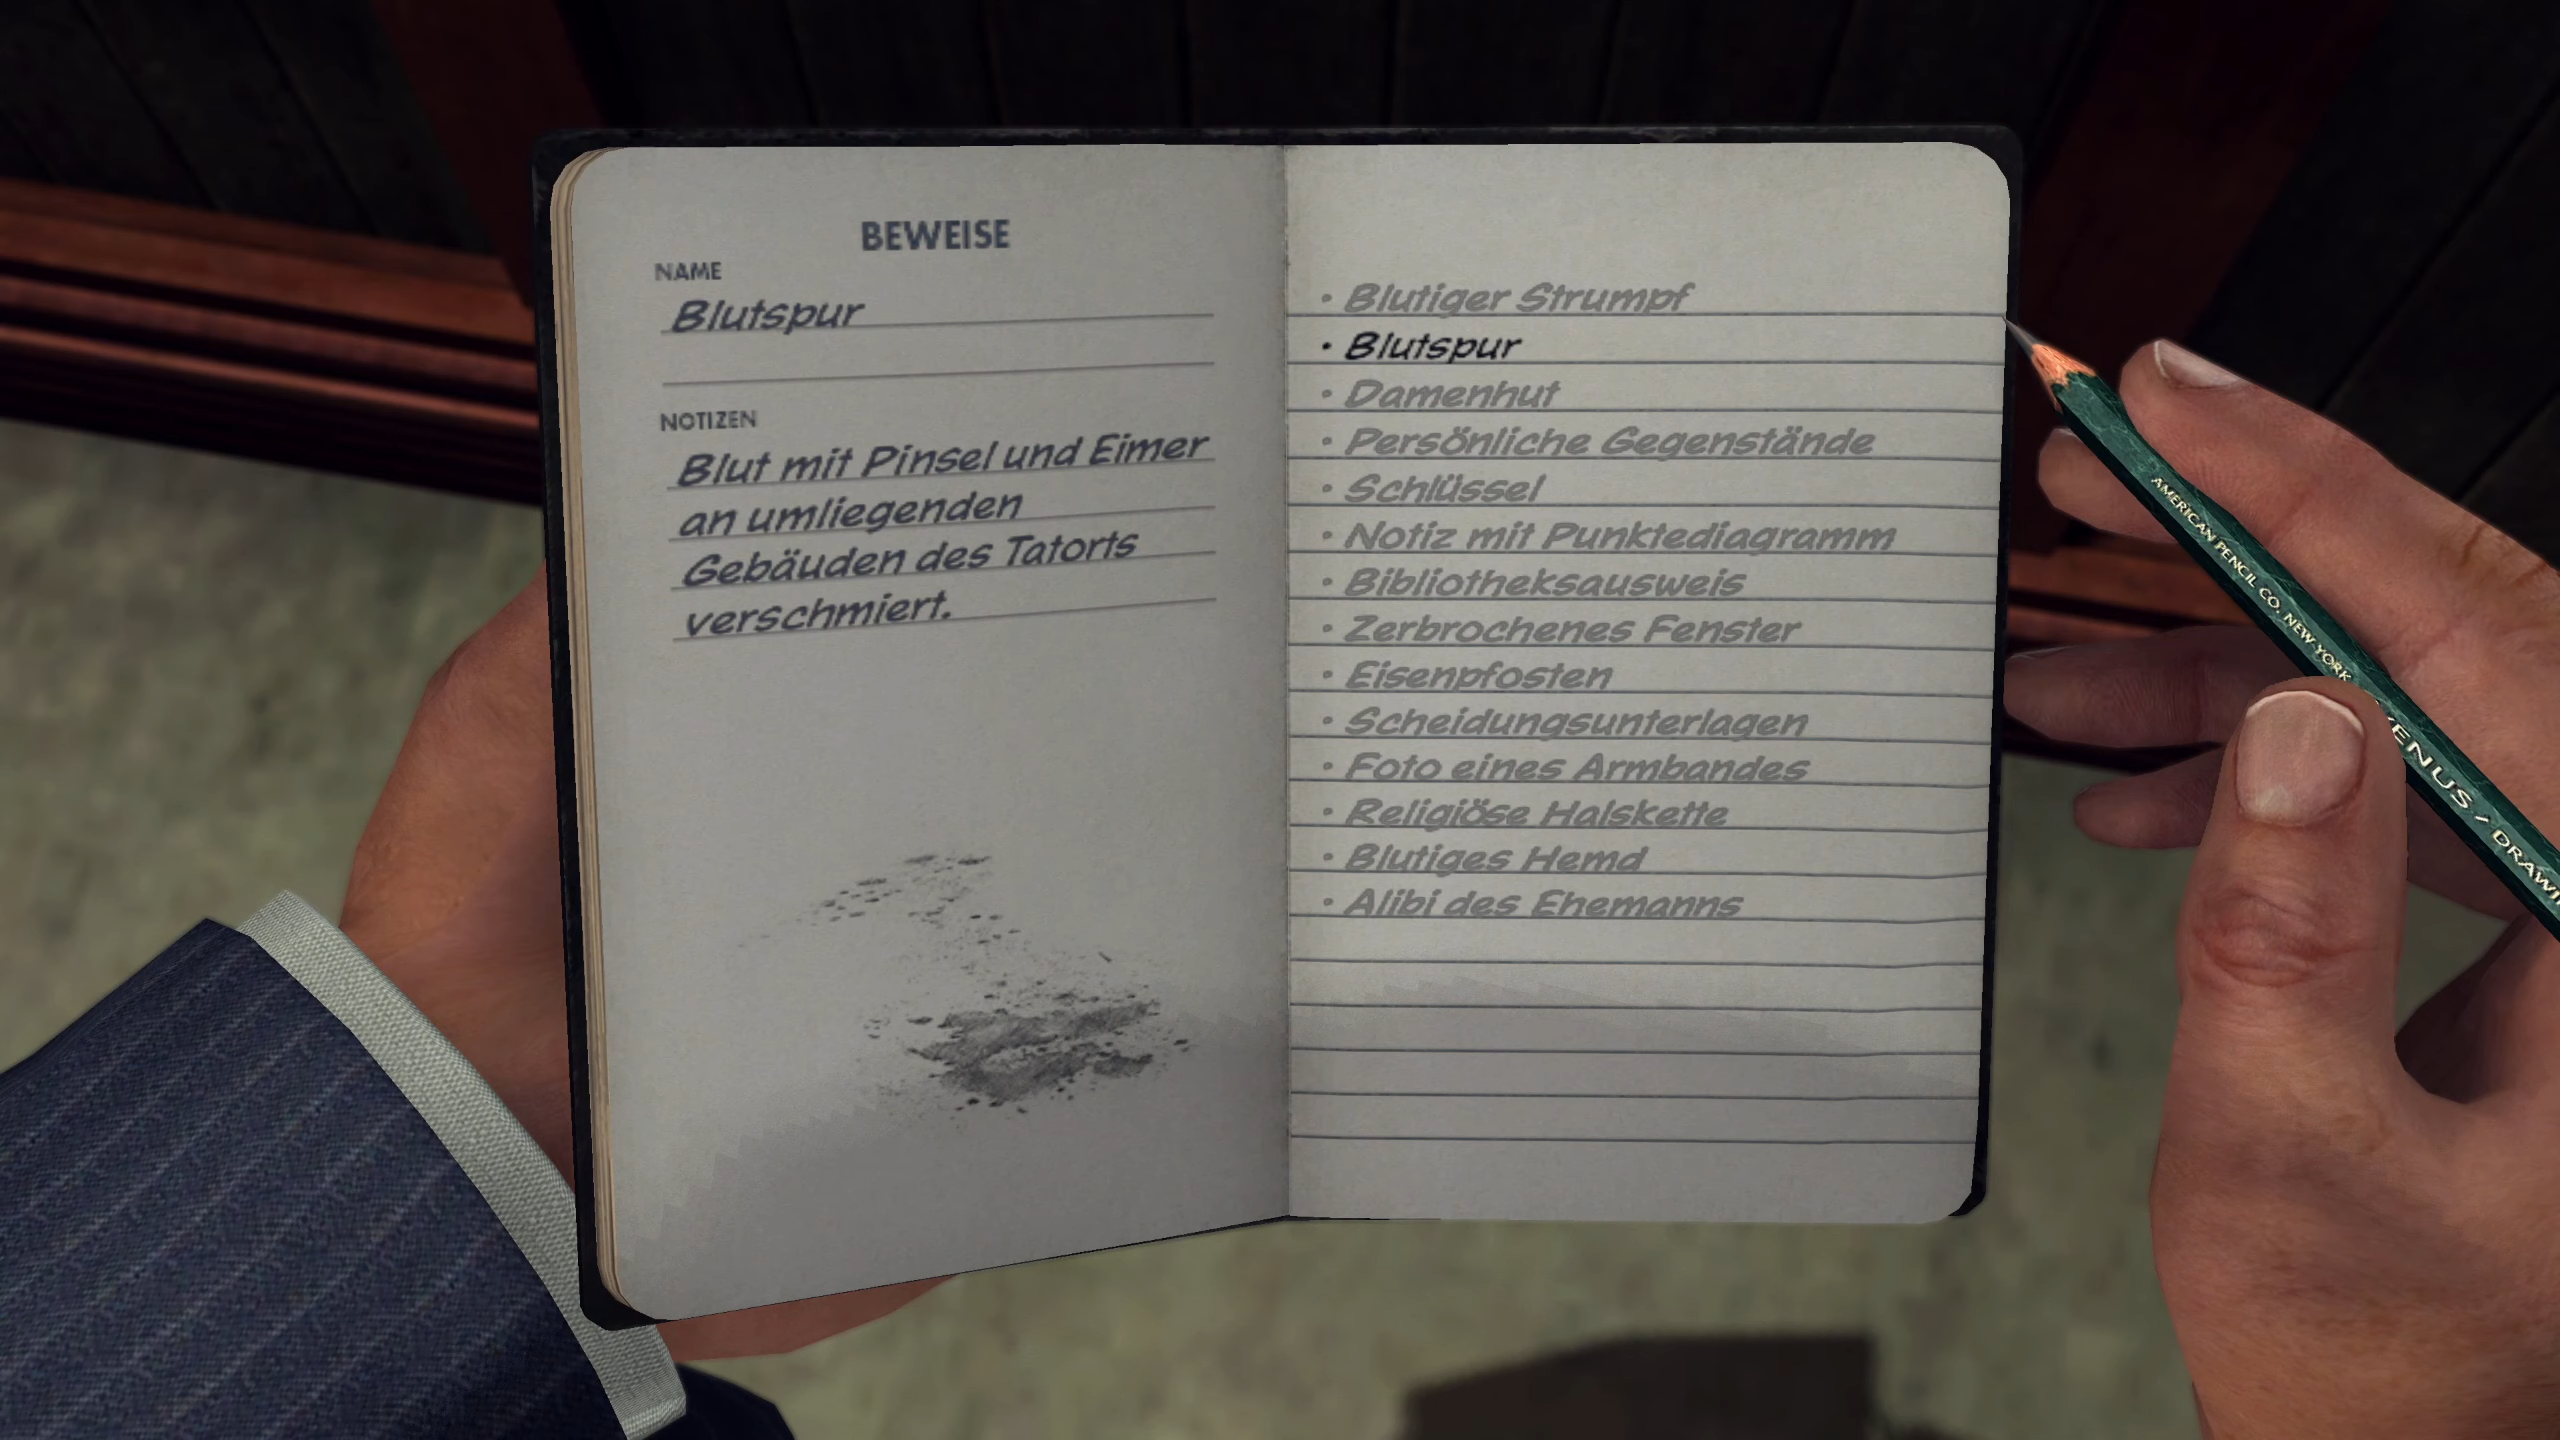 BEWEISE
NAME
Blutspur
NOTIZEN
Blut mit Pinsel und Eimer
an umliegenden
Gebäuden des Tatorts
verschmiert.
• Blutiger Strumpf
• Blutspur
• Damenhut
• Persönliche Gegenstände
• Schlüssel
• Notiz mit Punktediagramm
• Bibliotheksausweis
• Zerbrochenes Fenster
• Eisenpfosten
• Scheidungsunterlagen
• Foto eines Armbandes
• Religiöse Halskette
• Blutiges Hemd
• Alibi des Ehemanns
AMERICAN PENCIL CO. NEW-YORK ENUS / DRAWI